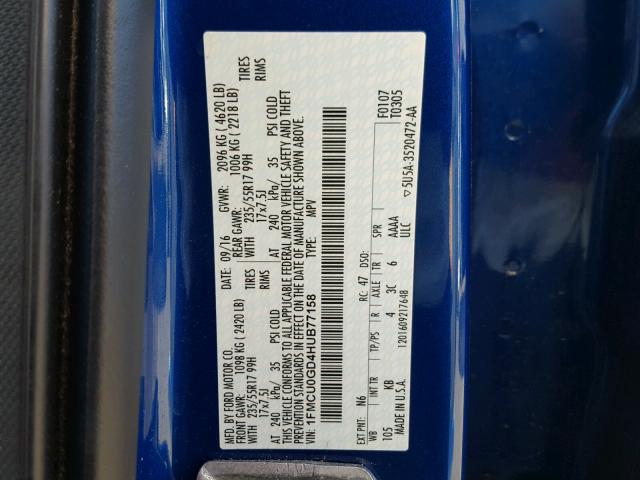 MFD. BY FORD MOTOR CO. DATE: 09/16 GVWR: 2096 KG ( 4620 LB)
FRONT GAWR: 1098 KG ( 2420 LB) REAR GAWR: 1006 KG ( 2218 LB)
WITH 235/55R17 99H TIRES WITH 235/55R17 99H TIRES
17x7.5J RIMS 17x7.5J RIMS
AT 240 kPa/ 35 PSI COLD AT 240 kPa/ 35 PSI COLD
THIS VEHICLE CONFORMS TO ALL APPLICABLE FEDERAL MOTOR VEHICLE SAFETY AND THEFT
PREVENTION STANDARDS IN EFFECT ON THE DATE OF MANUFACTURE SHOWN ABOVE.
VIN: 1FMCU0GD4HUB77158 TYPE: MPV
F0107
T0305
EXT PNT: N6 RC: 47 DSO:
WB INT TR TP/PS R AXLE TR SPR
105 KB 4 3C 6 AAAA
ULC
1201609217648
MADE IN U.S.A. ▽5U5A-3520472-AA